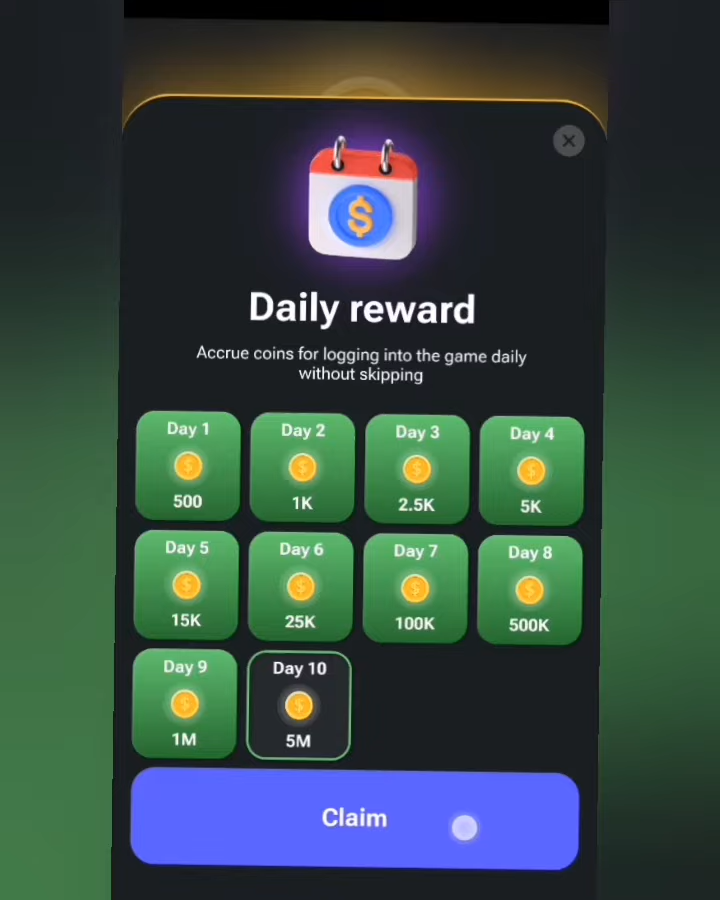 Daily reward
Accrue coins for logging into the game daily
without skipping
Day 1
500
Day 2
1K
Day 3
2.5K
Day 4
5K
Day 5
15K
Day 6
25K
Day 7
100K
Day 8
500K
Day 9
1M
Day 10
5M
Claim